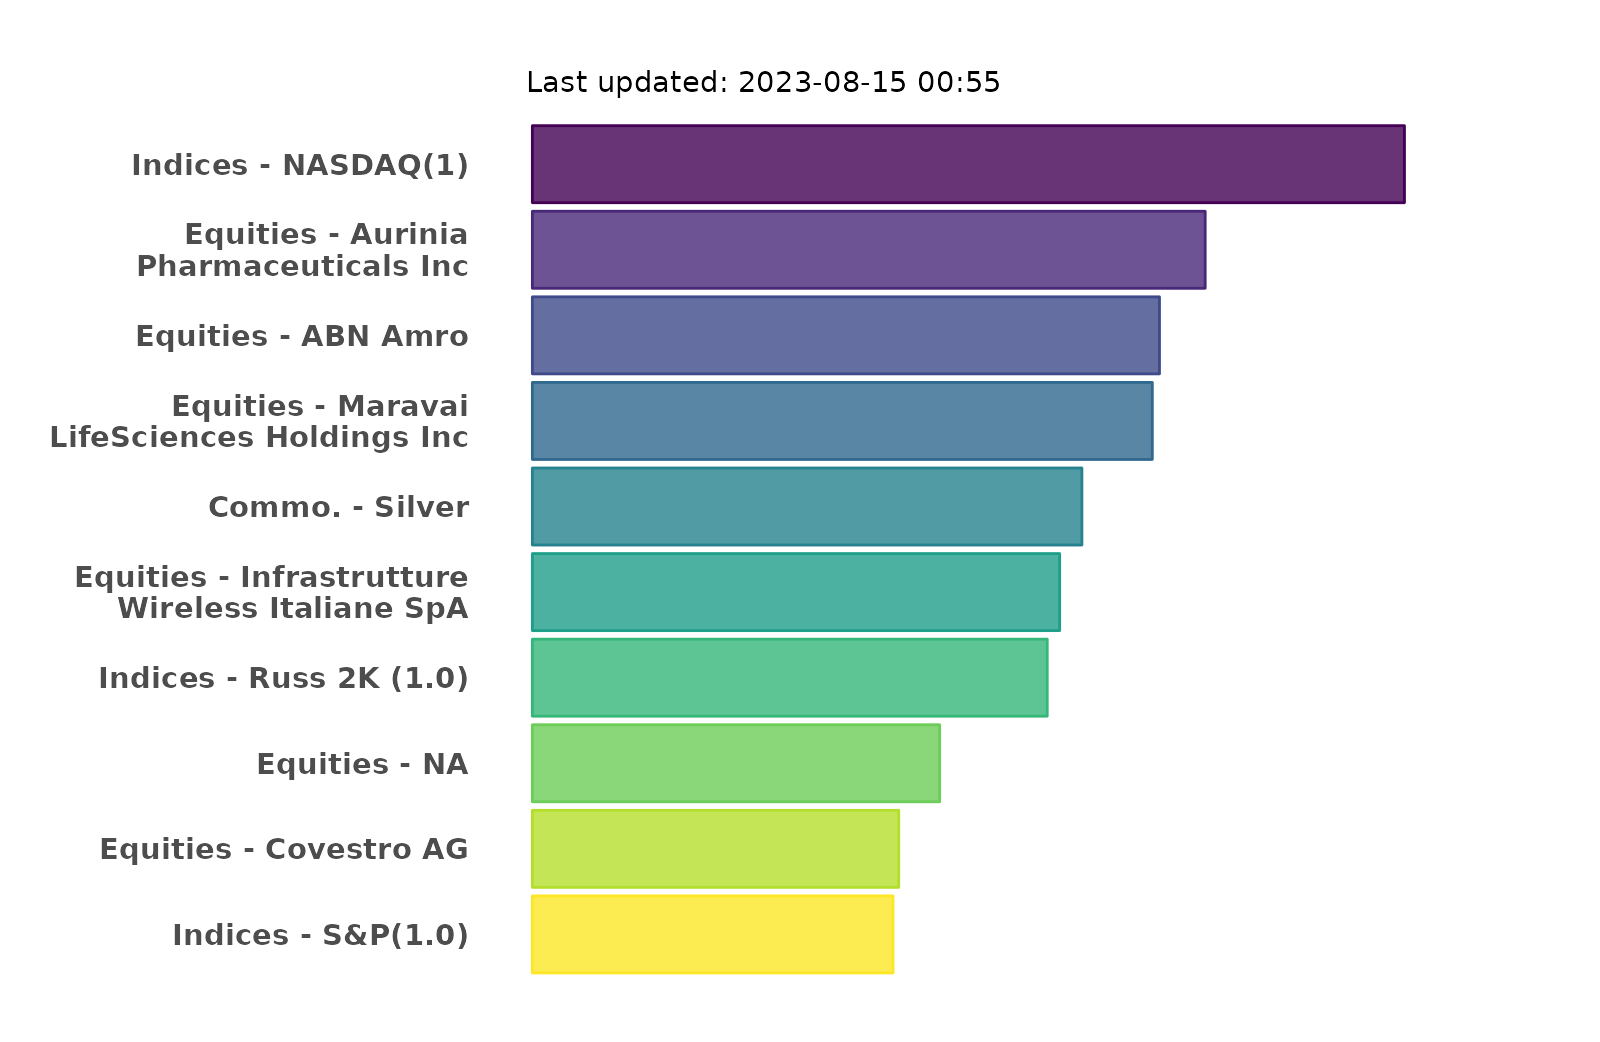 Last updated: 2023-08-15 00:55
Indices - NASDAQ(1)
Equities - Aurinia
Pharmaceuticals Inc
Equities - ABN Amro
Equities - Maravai
LifeSciences Holdings Inc
Commo. - Silver
Equities - Infrastrutture
Wireless Italiane SpA
Indices - Russ 2K (1.0)
Equities - NA
Equities - Covestro AG
Indices - S&P(1.0)